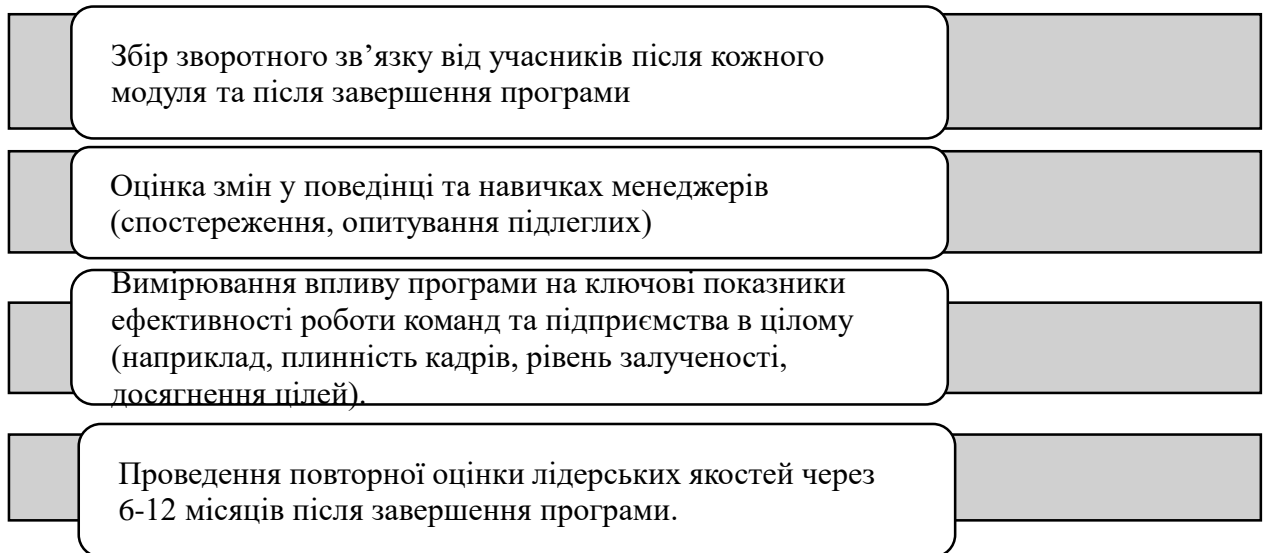 Збір зворотного зв’язку від учасників після кожного
модуля та після завершення програми
Оцінка змін у поведінці та навичках менеджерів
(спостереження, опитування підлеглих)
Вимірювання впливу програми на ключові показники
ефективності роботи команд та підприємства в цілому
(наприклад, плинність кадрів, рівень залученості,
досягнення цілей).
Проведення повторної оцінки лідерських якостей через
6-12 місяців після завершення програми.